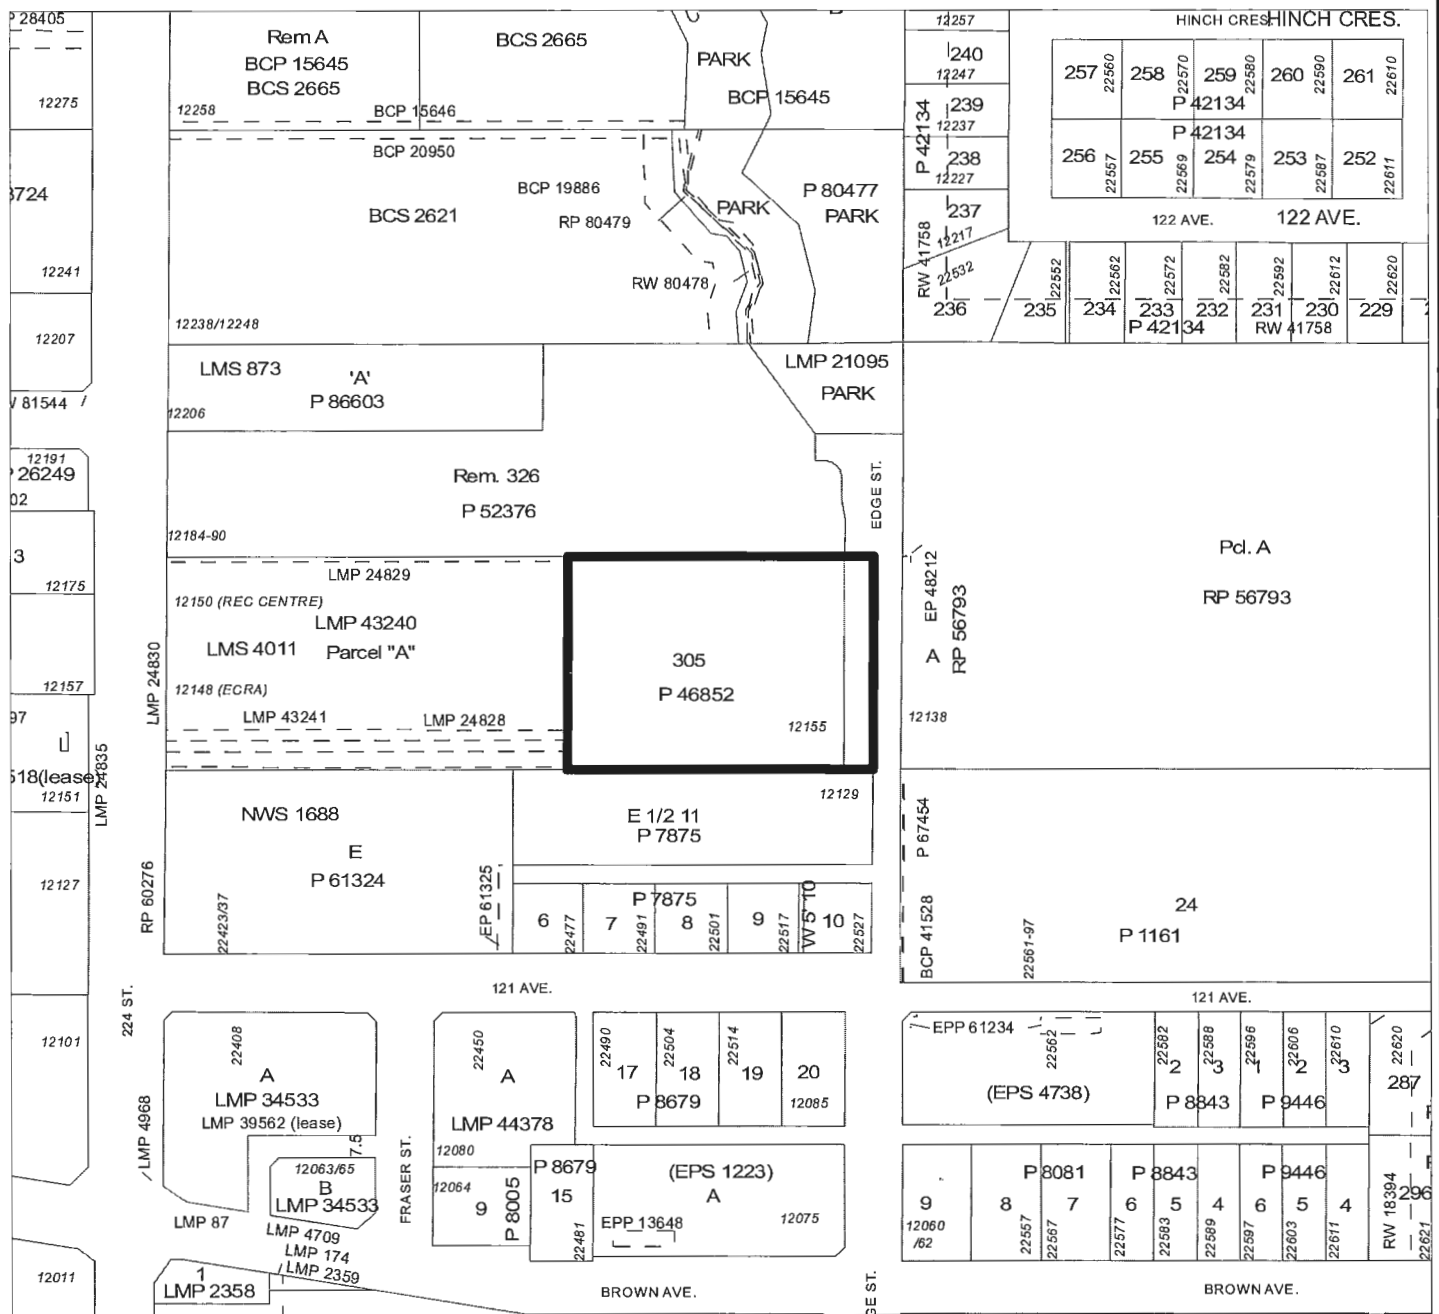 P 28405
Rem A
BCP 15645
BCS 2665
BCS 2665
PARK
BCP 15645
12257
HINCH CRES.
HINCH CRES.
240
12247
257
22560
258
22570
259
22580
260
22590
261
22610
P 42134
12275
12258
BCP 15646
239
12237
P 42134
P 42134
BCP 20950
238
12227
256
22557
255
22569
254
22579
253
22587
252
22611
3724
BCS 2621
BCP 19886
RP 80479
PARK
P 80477
PARK
237
12217
122 AVE.
122 AVE.
12241
RW 80478
RW 41758
22532
22552
22562
22572
22582
22592
22612
22620
236
235
234
233
232
231
230
229
P 42134
RW 41758
12238/12248
12207
LMS 873
'A'
P 86603
LMP 21095
PARK
81544
12206
12191
26249
02
Rem. 326
P 52376
EDGE ST.
12184-90
3
12175
LMP 24829
12150 (REC CENTRE)
LMP 43240
LMS 4011
Parcel "A"
12148 (ECRA)
LMP 24830
LMP 43241
LMP 24828
305
P 46852
12155
EP 48212
A
RP 56793
Pcl. A
RP 56793
12138
12157
97
518(lease)
LMP 24835
12151
NWS 1688
E
P 61324
12129
E 1/2 11
P 7875
P 67454
12127
RP 60276
22423/37
EP 61325
P 7875
6
22477
7
22491
8
22501
9
22517
W 5' 10
10
22527
BCP 41528
24
P 1161
22561-97
121 AVE.
121 AVE.
224 ST.
12101
22408
A
LMP 34533
LMP 39562 (lease)
7.5
22450
A
LMP 44378
12080
22490
17
22504
18
22514
19
20
P 8679
12085
EPP 61234
22562
(EPS 4738)
22582
2
22588
3
22596
1
22606
2
22610
3
22620
287
P 8843
P 9446
LMP 4968
12063/65
B
LMP 34533
FRASER ST.
12064
9
P 8005
P 8679
15
22481
(EPS 1223)
A
EPP 13648
12075
9
12060
/62
P 8081
8
22557
7
22567
P 8843
6
22577
5
22583
4
22589
P 9446
6
22597
5
22603
4
22611
RW 18394
296
22621
LMP 87
LMP 4709
LMP 174
LMP 2359
12011
1
LMP 2358
BROWN AVE.
GE ST.
BROWN AVE.